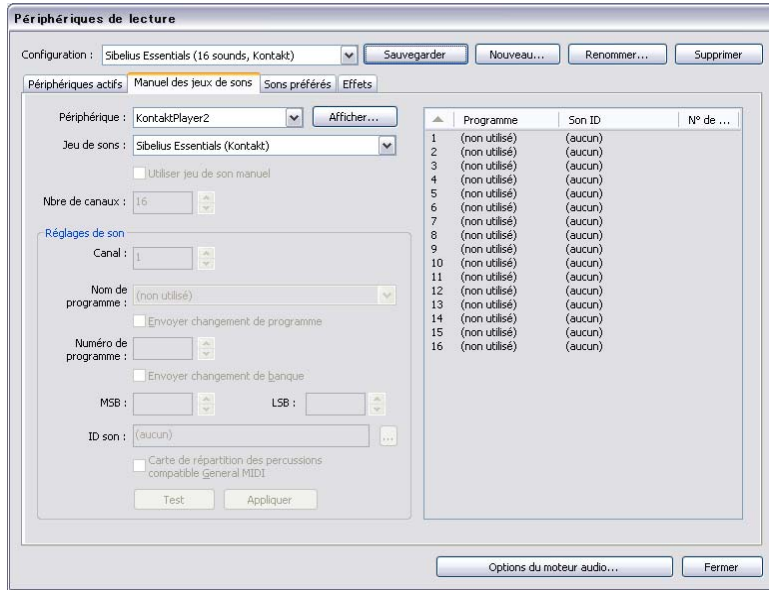 Périphériques de lecture
Configuration : Sibelius Essentials (16 sounds, Kontakt) Sauvegarder Nouveau... Renommer... Supprimer
Périphériques actifs Manuel des jeux de sons Sons préférés Effets
Périphérique : KontaktPlayer2 Afficher...
Jeu de sons : Sibelius Essentials (Kontakt)
Utiliser jeu de son manuel
Nbre de canaux : 16
Réglages de son
Canal : 1
Nom de programme : (non utilisé)
Envoyer changement de programme
Numéro de programme :
Envoyer changement de banque
MSB : LSB :
ID son : (aucun) ...
Carte de répartition des percussions
compatible General MIDI
Test Appliquer
Programme Son ID N° de ...
1 (non utilisé) (aucun)
2 (non utilisé) (aucun)
3 (non utilisé) (aucun)
4 (non utilisé) (aucun)
5 (non utilisé) (aucun)
6 (non utilisé) (aucun)
7 (non utilisé) (aucun)
8 (non utilisé) (aucun)
9 (non utilisé) (aucun)
10 (non utilisé) (aucun)
11 (non utilisé) (aucun)
12 (non utilisé) (aucun)
13 (non utilisé) (aucun)
14 (non utilisé) (aucun)
15 (non utilisé) (aucun)
16 (non utilisé) (aucun)
Options du moteur audio... Fermer